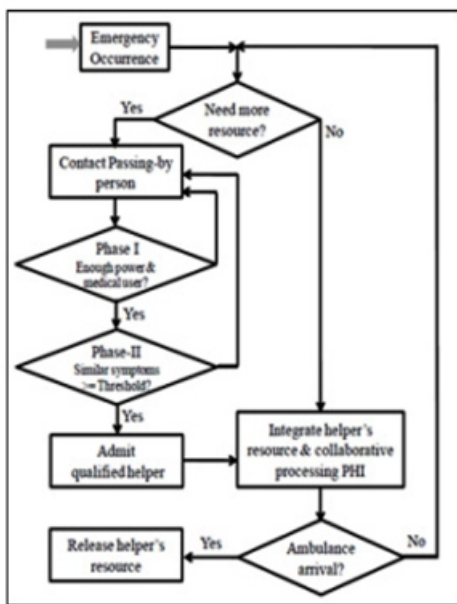 Emergency
Occurrence
Yes
Need more
resource?
No
Contact Passing-by
person
Phase I
Enough power &
medical user?
Yes
Phase-II
Similar symptoms
>= Threshold?
Yes
Admit
qualified helper
Integrate helper's
resource & collaborative
processing PHI
Release helper's
resource
Yes
Ambulance
arrival?
No